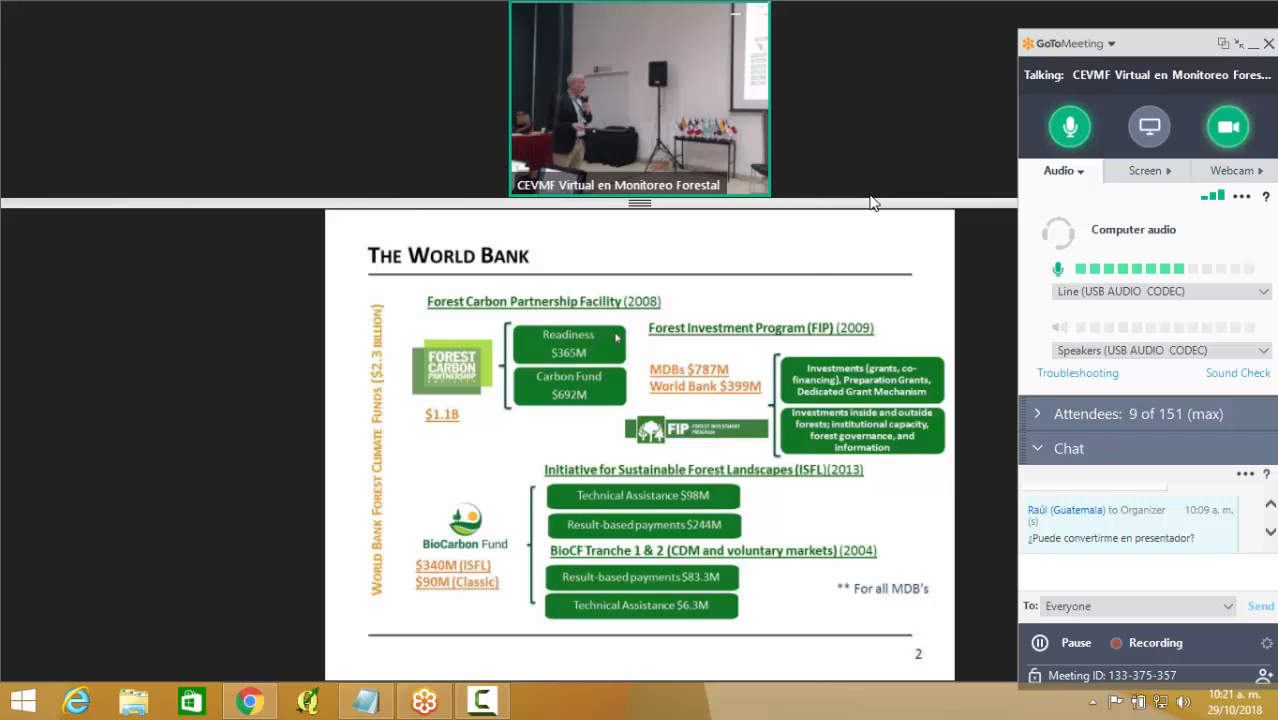 CEVMF Virtual en Monitoreo Forestal
THE WORLD BANK
WORLD BANK FOREST CLIMATE FUNDS ($2.3 BILLION)
Forest Carbon Partnership Facility (2008)
FOREST
CARBON
PARTNERSHIP
FACILITY
$1.1B
Readiness
$365M
Carbon Fund
$692M
Forest Investment Program (FIP) (2009)
MDBs $787M
World Bank $399M
FIP FOREST INVESTMENT
PROGRAM
Investments (grants, co-
financing), Preparation Grants,
Dedicated Grant Mechanism
Investments inside and outside
forests; institutional capacity,
forest governance, and
information
Initiative for Sustainable Forest Landscapes (ISFL)(2013)
Technical Assistance $98M
Result-based payments $244M
BioCarbon Fund
$340M (ISFL)
$90M (Classic)
BioCF Tranche 1 & 2 (CDM and voluntary markets) (2004)
Result-based payments $83.3M
Technical Assistance $6.3M
** For all MDB's
2
GoToMeeting
Talking: CEVMF Virtual en Monitoreo Fores...
Audio
Screen
Webcam
Computer audio
Line (USB AUDIO CODEC)
Speakers (USB AUDIO CODEC)
Troubleshooting
Sound Check
Attendees: 9 of 151 (max)
Chat
Raúl (Guatemala) to Organizer 10:09 a. m.
(s)
¿Puede convertirme en presentador?
To: Everyone
Send
Pause
Recording
Meeting ID: 133-375-357
10:21 a. m.
29/10/2018